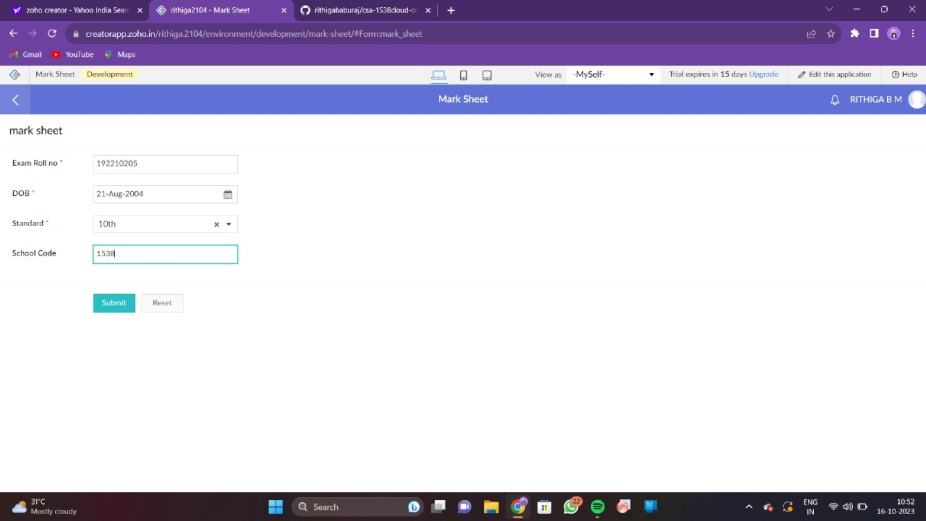 zoho creator - Yahoo India Sear
rithiga2104 - Mark Sheet
rithigababuraj/csa-1538cloud-c
creatorapp.zoho.in/rithiga.2104/environment/development/mark-sheet/#Form:mark_sheet
Gmail YouTube Maps
Mark Sheet Development View as -MySelf- Trial expires in 15 days Upgrade Edit this application Help
Mark Sheet RITHIGA B M
mark sheet
Exam Roll no * 192210205
DOB * 21-Aug-2004
Standard * 10th
School Code 1538
Submit Reset
31°C
Mostly cloudy
Search
22
ENG
IN
10:52
16-10-2023